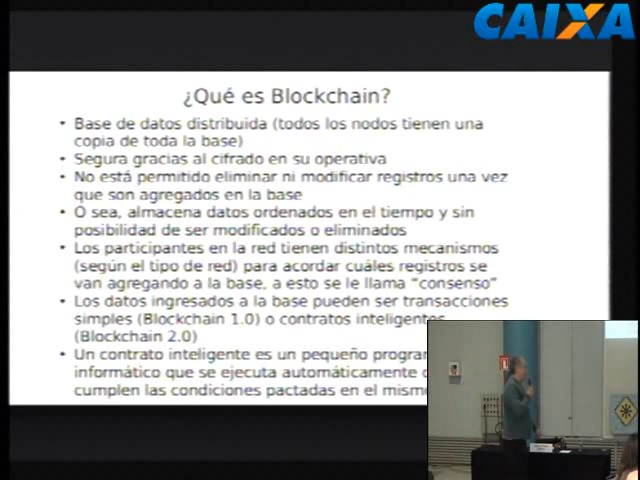 CAIXA
¿Qué es Blockchain?
• Base de datos distribuida (todos los nodos tienen una
copia de toda la base)
• Segura gracias al cifrado en su operativa
• No está permitido eliminar ni modificar registros una vez
que son agregados en la base
• O sea, almacena datos ordenados en el tiempo y sin
posibilidad de ser modificados o eliminados
• Los participantes en la red tienen distintos mecanismos
(según el tipo de red) para acordar cuáles registros se
van agregando a la base, a esto se le llama “consenso”
• Los datos ingresados a la base pueden ser transacciones
simples (Blockchain 1.0) o contratos inteligentes
(Blockchain 2.0)
• Un contrato inteligente es un pequeño
informático que se ejecuta automáticamente
cumplen las condiciones pactadas en el